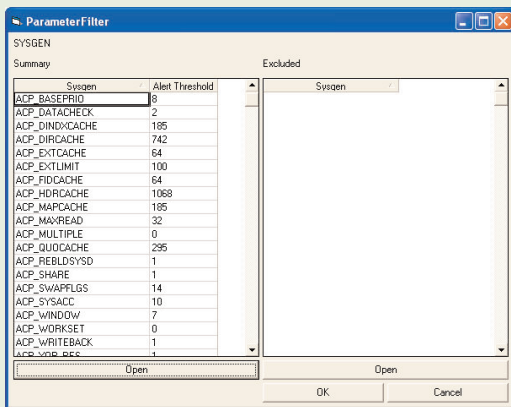 ParameterFilter
SYSGEN
Summary Excluded
Sysgen Alert Threshold Sysgen
ACP_BASEPRIO 8
ACP_DATACHECK 2
ACP_DINDXCACHE 185
ACP_DIRCACHE 742
ACP_EXTCACHE 64
ACP_EXTLIMIT 100
ACP_FIDCACHE 64
ACP_HDRCACHE 1068
ACP_MAPCACHE 185
ACP_MAXREAD 32
ACP_MULTIPLE 0
ACP_QUOCACHE 295
ACP_REBLDSYSD 1
ACP_SHARE 1
ACP_SWAPFLGS 14
ACP_SYSACC 10
ACP_WINDOW 7
ACP_WORKSET 0
ACP_WRITEBACK 1
Open Open
OK Cancel